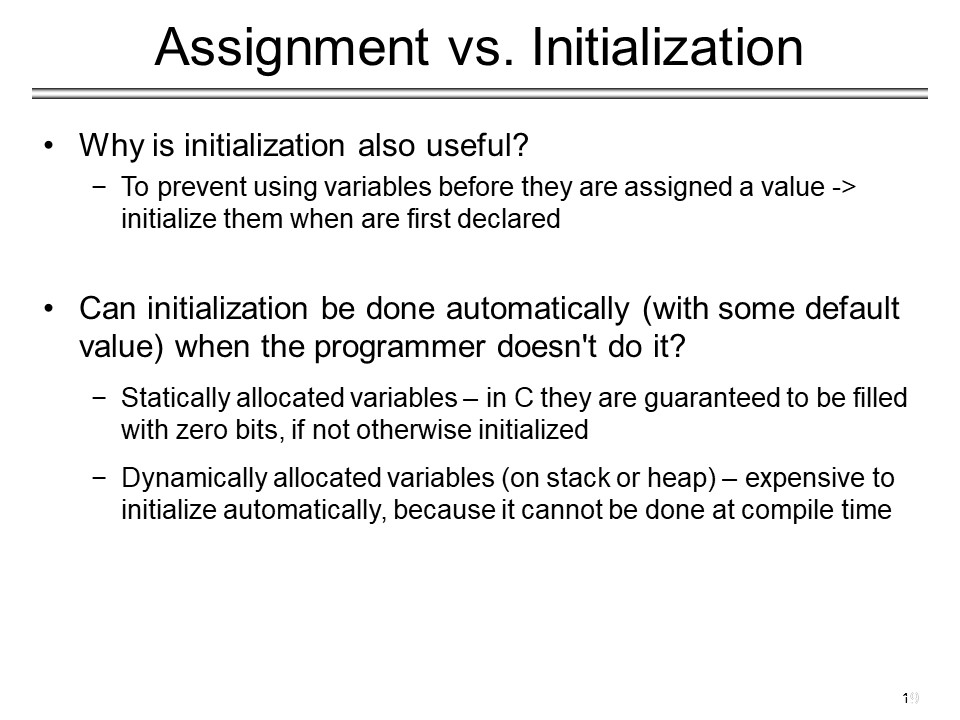 Assignment vs. Initialization
• Why is initialization also useful?
− To prevent using variables before they are assigned a value ->
initialize them when are first declared
• Can initialization be done automatically (with some default
value) when the programmer doesn't do it?
− Statically allocated variables – in C they are guaranteed to be filled
with zero bits, if not otherwise initialized
− Dynamically allocated variables (on stack or heap) – expensive to
initialize automatically, because it cannot be done at compile time